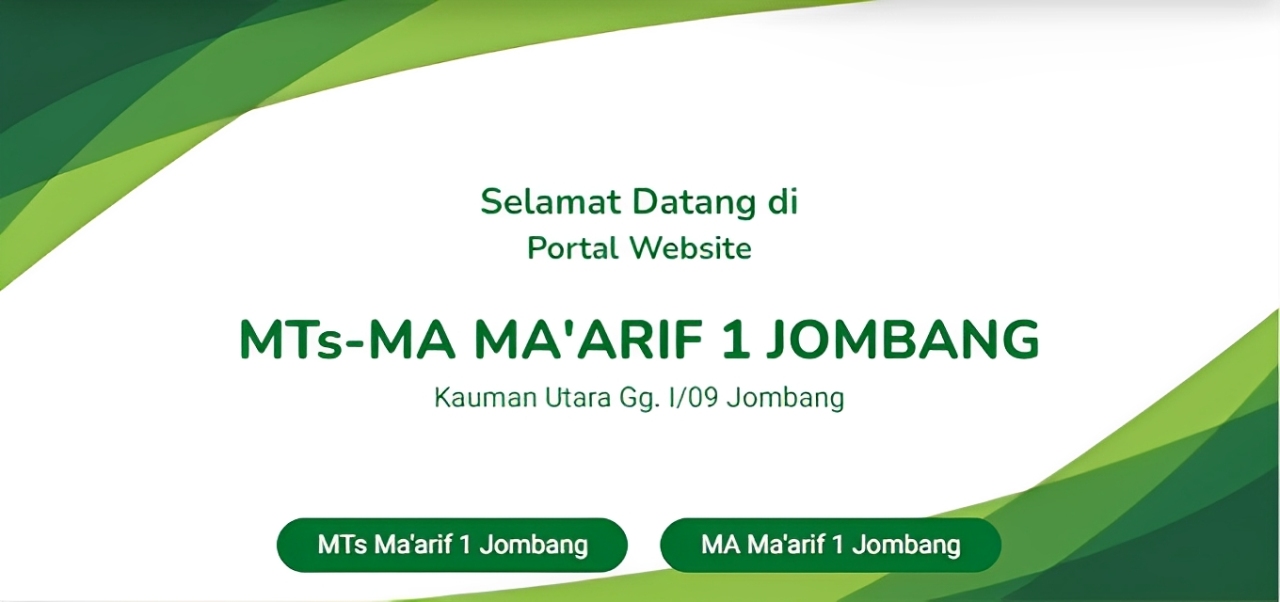 Selamat Datang di
Portal Website
MTs-MA MA'ARIF 1 JOMBANG
Kauman Utara Gg. I/09 Jombang
MTs Ma'arif 1 Jombang
MA Ma'arif 1 Jombang